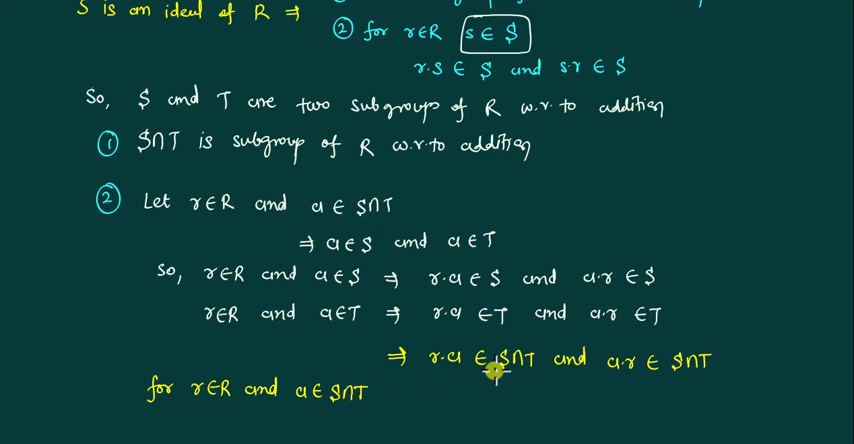 S is an ideal of R ⇒
② for r∈R s∈S
r.s ∈ S and s.r ∈ S
So, S and T are two subgroups of R w.r.to addition
① S∩T is subgroup of R w.r.to addition
② Let r∈R and a ∈ S∩T
⇒ a∈S and a∈T
So, r∈R and a∈S ⇒ r.a ∈ S and a.r ∈ S
r∈R and a∈T ⇒ r.a ∈T and a.r ∈T
⇒ r.a ∈ S∩T and a.r ∈ S∩T
for r∈R and a∈ S∩T